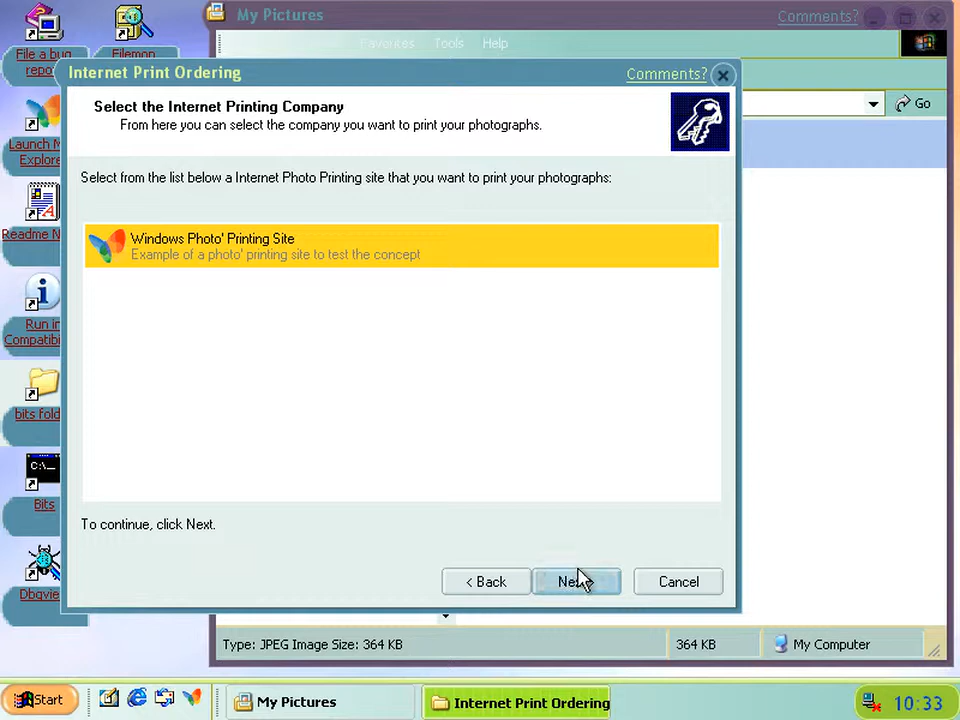 File a bug
repo
Filemon
My Pictures
Comments?
Favorites Tools Help
Internet Print Ordering
Comments?
Select the Internet Printing Company
From here you can select the company you want to print your photographs.
Go
Launch M
Explore
Select from the list below a Internet Photo Printing site that you want to print your photographs:
Readme N
Windows Photo' Printing Site
Example of a photo' printing site to test the concept
Run in
Compatibi
bits fold
C:\...
Bits
To continue, click Next.
Dbgvie
< Back
Cancel
Type: JPEG Image Size: 364 KB
364 KB
My Computer
Start
My Pictures
Internet Print Ordering
10:33